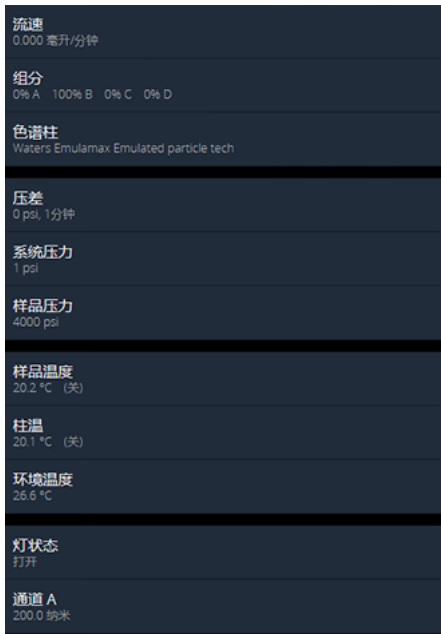 流速
0.000 毫升/分钟
组分
0% A 100% B 0% C 0% D
色谱柱
Waters Emulamax Emulated particle tech
压差
0 psi, 1分钟
系统压力
1 psi
样品压力
4000 psi
样品温度
20.2 °C (关)
柱温
20.1 °C (关)
环境温度
26.6 °C
灯状态
打开
通道 A
200.0 纳米